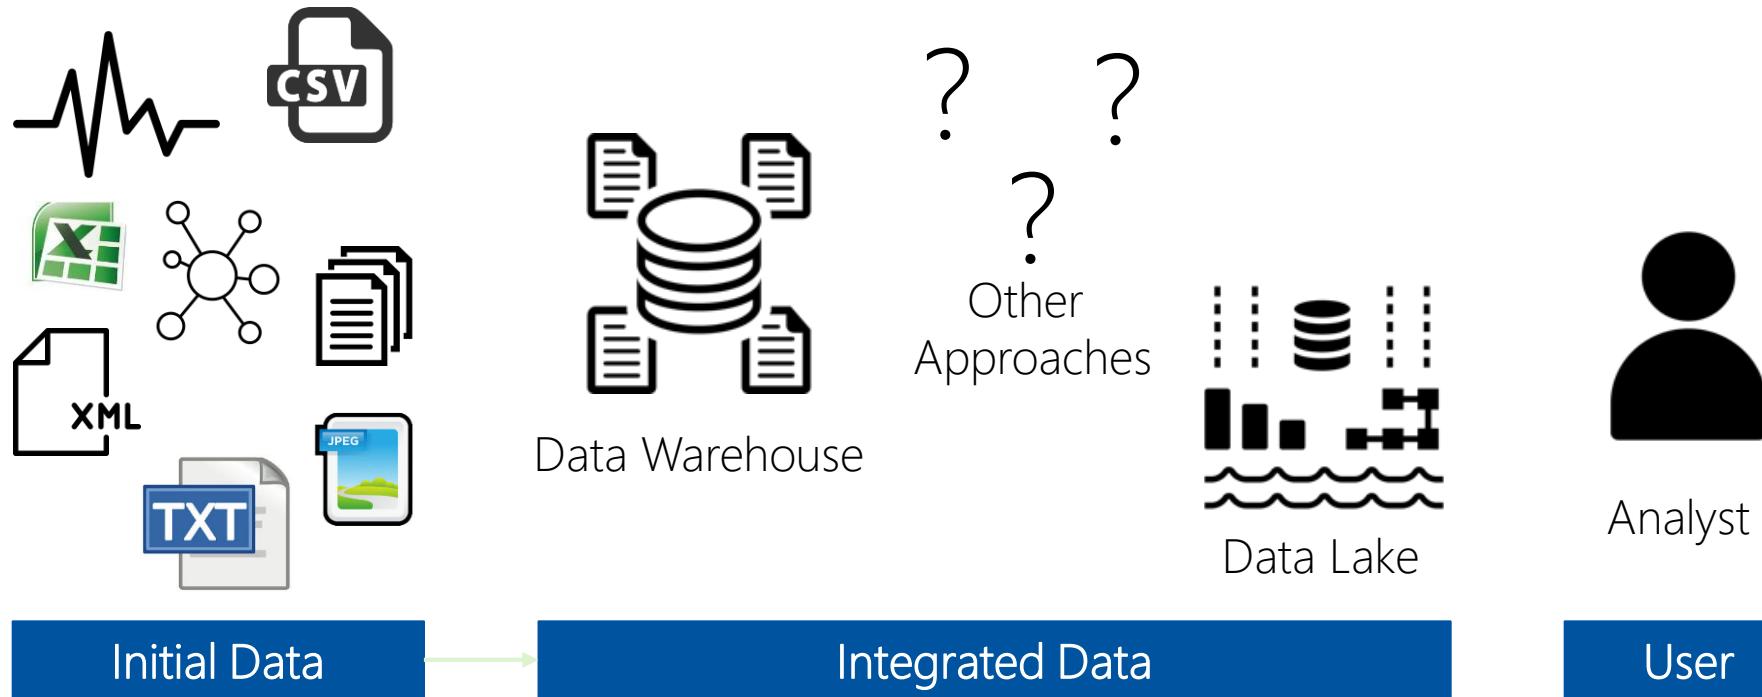 CSV
X
XML
JPEG
TXT
Data Warehouse
? ?
?
Other
Approaches
Data Lake
Analyst
Initial Data
Integrated Data
User